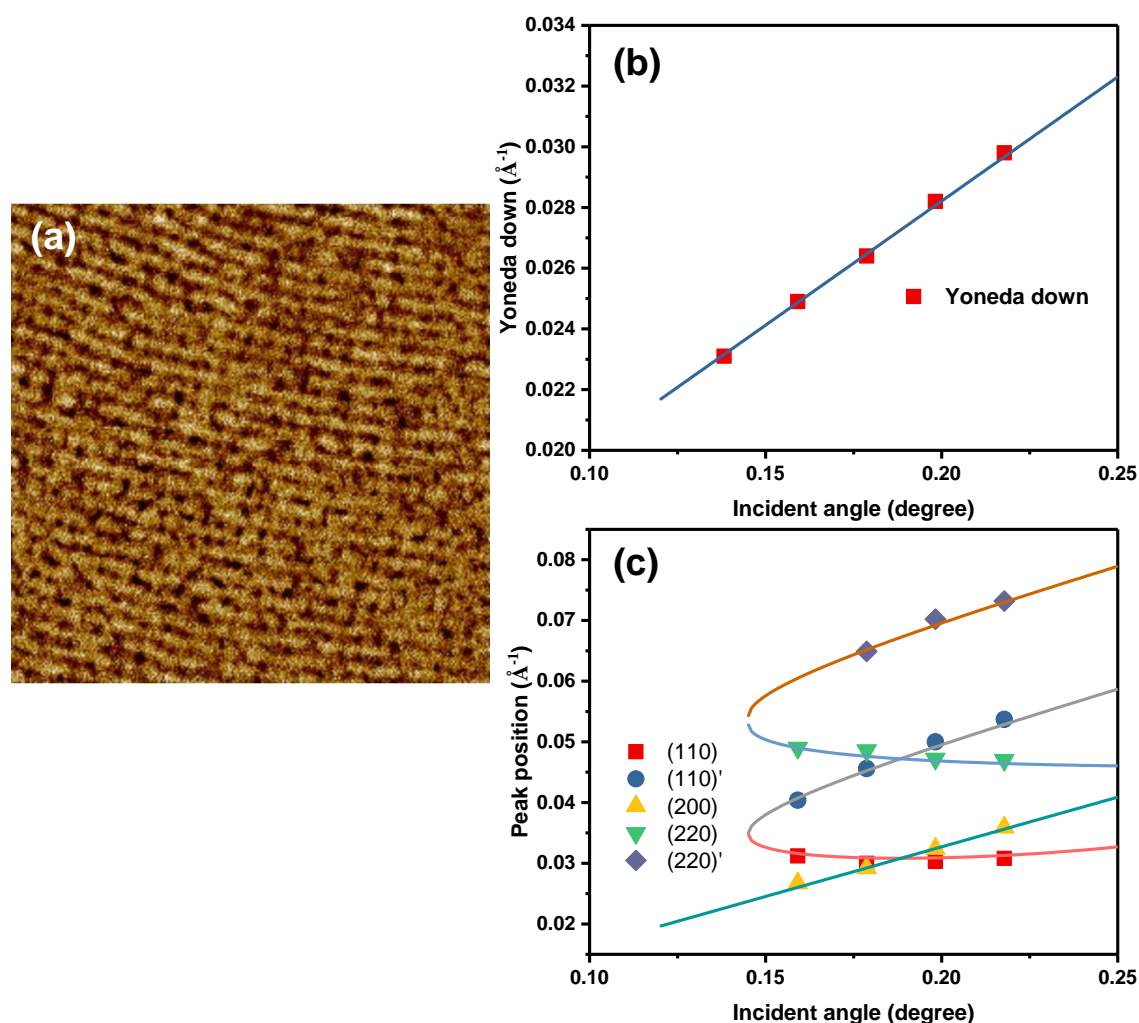 (a)
(b)
Yoneda down (Å-1)
0.034
0.032
0.030
0.028
0.026
0.024
0.022
0.020
Yoneda down
0.10 0.15 0.20 0.25
Incident angle (degree)
(c)
Peak position (Å-1)
0.08
0.07
0.06
0.05
0.04
0.03
0.02
(110)
(110)'
(200)
(220)
(220)'
0.10 0.15 0.20 0.25
Incident angle (degree)